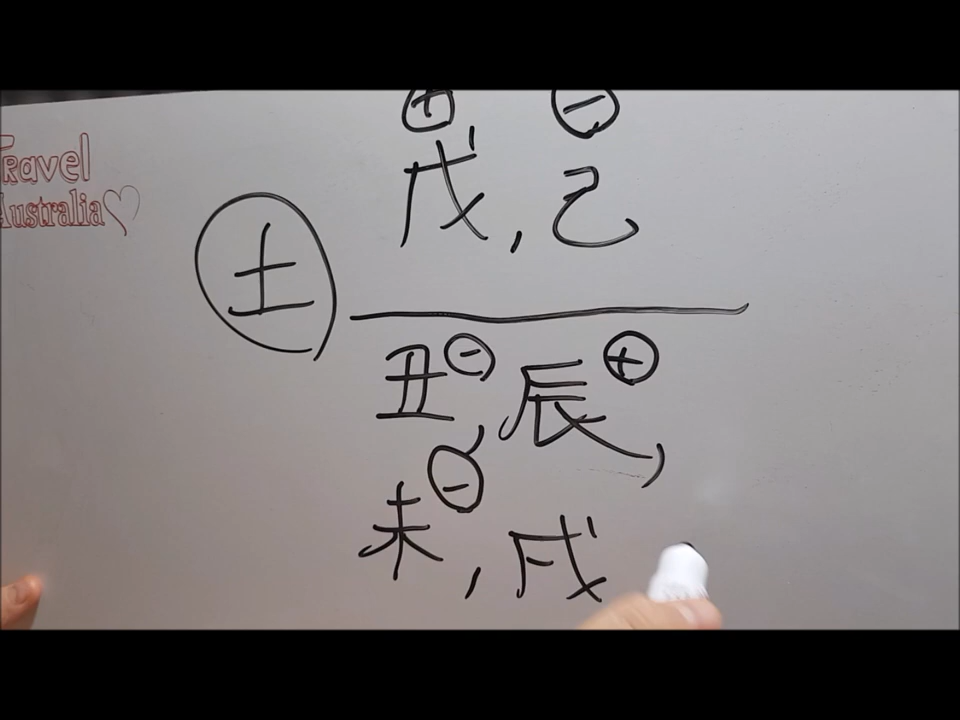 Travel
Australia♡
⊕ ⊖
戊, 己
土
丑⊖, 辰⊕,
未⊖, 戌